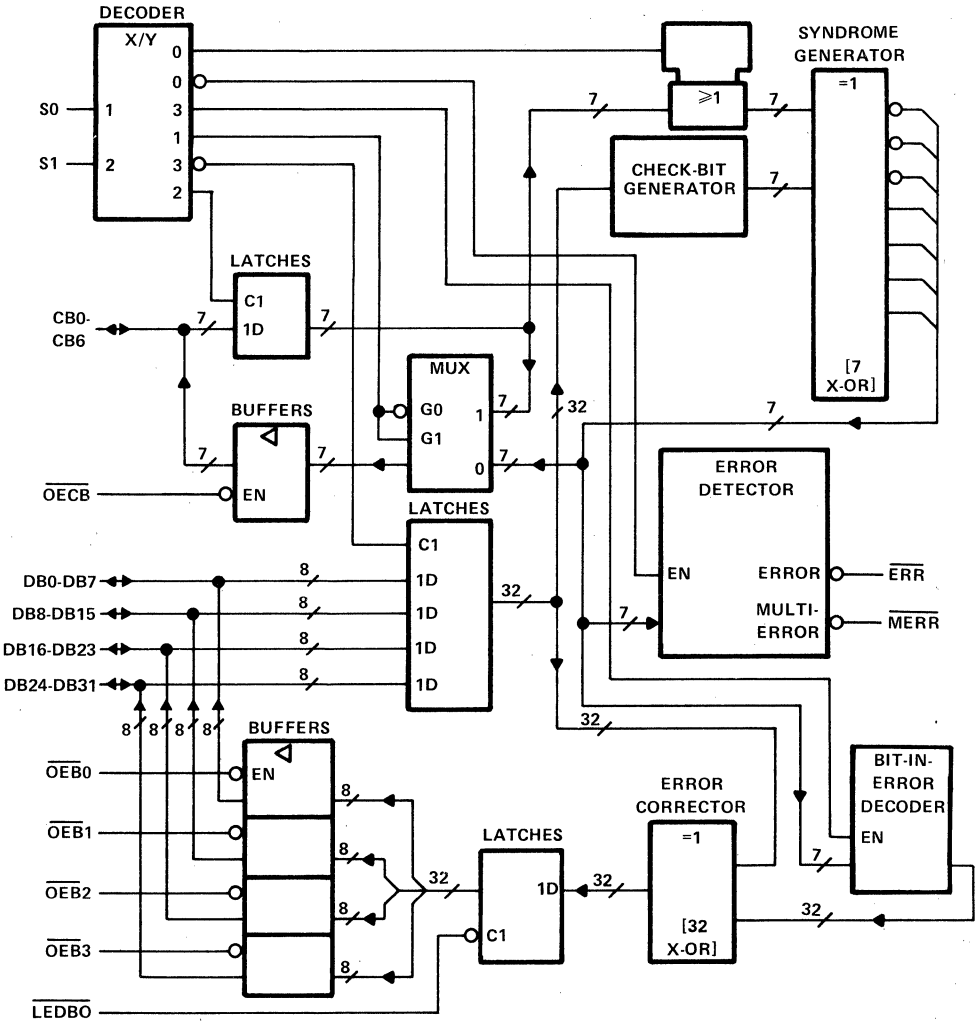 DECODER
X/Y
0
0
3
1
3
2
S0
1
S1
2
≥1
7
7
SYNDROME
GENERATOR
=1
[7
X-OR]
CHECK-BIT
GENERATOR
7
LATCHES
C1
1D
CB0-
CB6
7
7
MUX
G0
G1
1
0
7
7
32
7
BUFFERS
EN
7
7
OECB
LATCHES
C1
1D
1D
1D
1D
DB0-DB7
8
DB8-DB15
8
DB16-DB23
8
DB24-DB31
8
32
ERROR
DETECTOR
EN
ERROR
MULTI-
ERROR
ERR
MERR
7
8
8
8
8
BUFFERS
EN
OEB0
OEB1
OEB2
OEB3
LEDBO
8
8
8
8
32
LATCHES
1D
C1
32
32
ERROR
CORRECTOR
=1
[32
X-OR]
BIT-IN-
ERROR
DECODER
EN
7
32